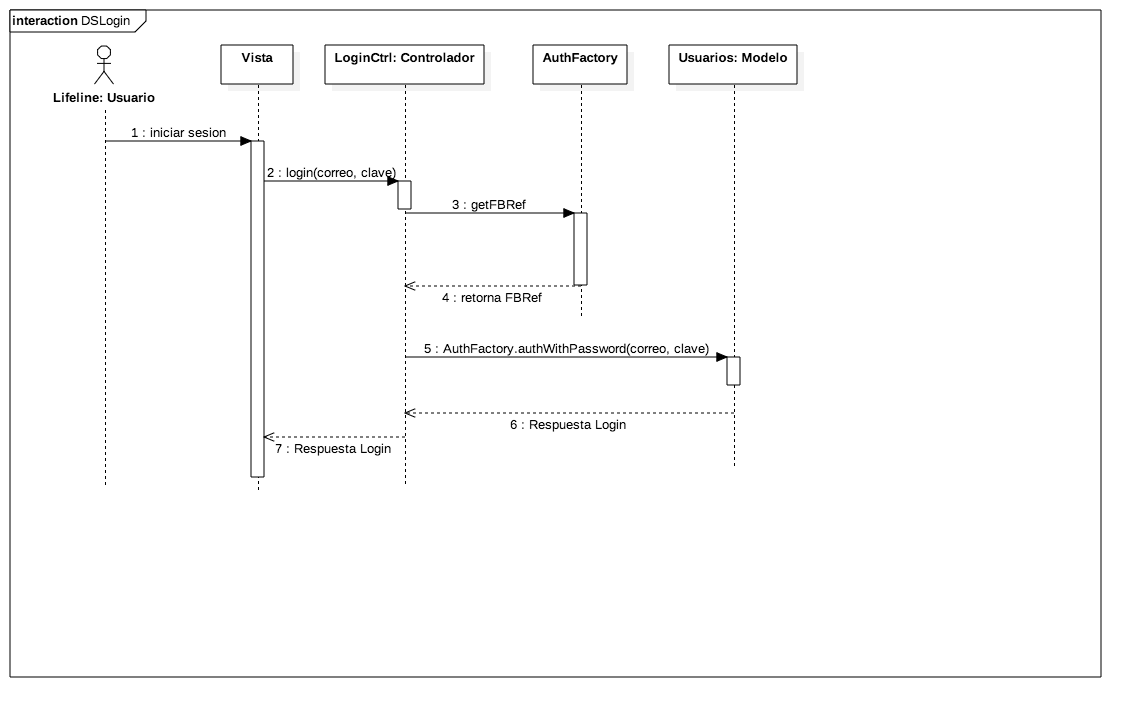 interaction DSLogin
Vista
LoginCtrl: Controlador
AuthFactory
Usuarios: Modelo
Lifeline: Usuario
1 : iniciar sesion
2 : login(correo, clave)
3 : getFBRef
4 : retorna FBRef
5 : AuthFactory.authWithPassword(correo, clave)
6 : Respuesta Login
7 : Respuesta Login